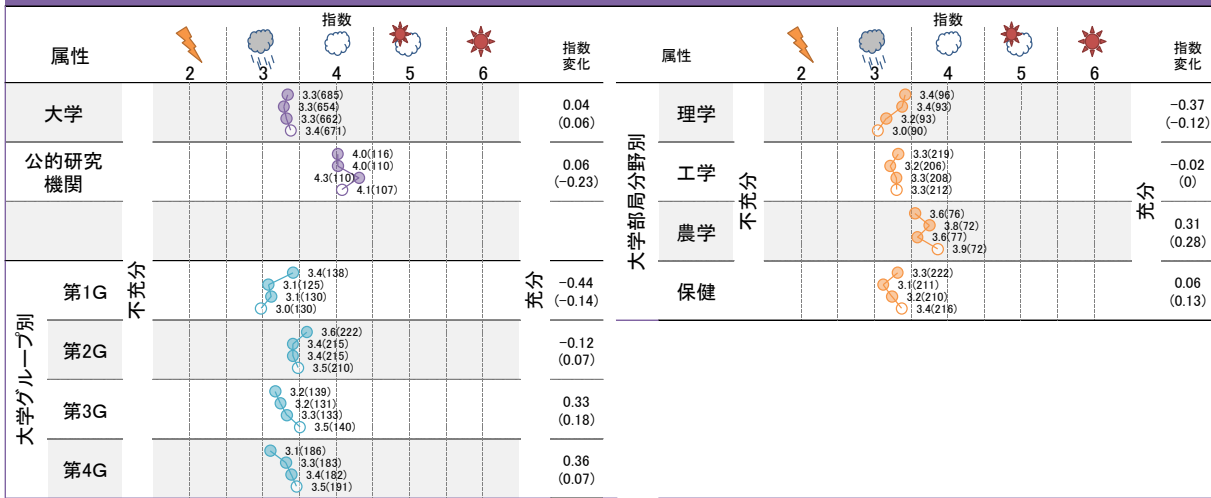 属性
指数
2 3 4 5 6
指数
変化
大学
3.3(685)
3.3(654)
3.3(662)
3.4(671)
0.04
(0.06)
公的研究
機関
4.0(116)
4.0(110)
4.3(110)
4.1(107)
0.06
(−0.23)
不充分
充分
大学グループ別
第1G
3.4(138)
3.1(125)
3.1(130)
3.0(130)
−0.44
(−0.14)
第2G
3.6(222)
3.4(215)
3.4(215)
3.5(210)
−0.12
(0.07)
第3G
3.2(139)
3.2(131)
3.3(133)
3.5(140)
0.33
(0.18)
第4G
3.1(186)
3.3(183)
3.4(182)
3.5(191)
0.36
(0.07)
属性
指数
2 3 4 5 6
指数
変化
大学部局分野別
不充分
充分
理学
3.4(96)
3.4(93)
3.2(93)
3.0(90)
−0.37
(−0.12)
工学
3.3(219)
3.2(206)
3.3(208)
3.3(212)
−0.02
(0)
農学
3.6(76)
3.8(72)
3.6(77)
3.9(72)
0.31
(0.28)
保健
3.3(222)
3.1(211)
3.2(210)
3.4(216)
0.06
(0.13)